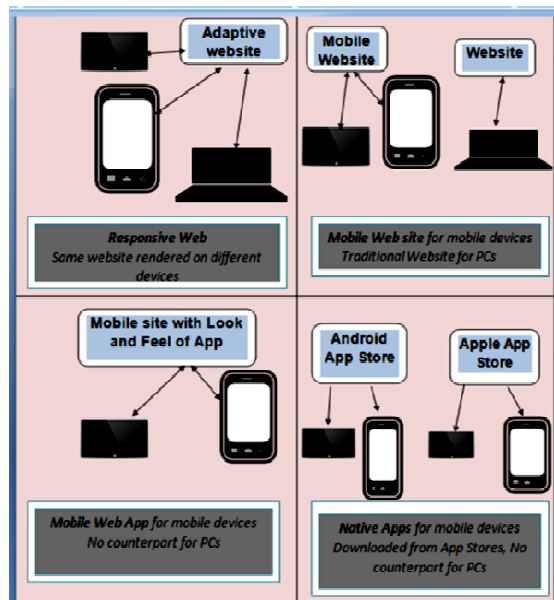 Adaptive
website
Responsive Web
Same website rendered on different
devices
Mobile
Website
Website
Mobile Web site for mobile devices
Traditional Website for PCs
Mobile site with Look
and Feel of App
Mobile Web App for mobile devices
No counterpart for PCs
Android
App Store
Apple App
Store
Native Apps for mobile devices
Downloaded from App Stores, No
counterpart for PCs